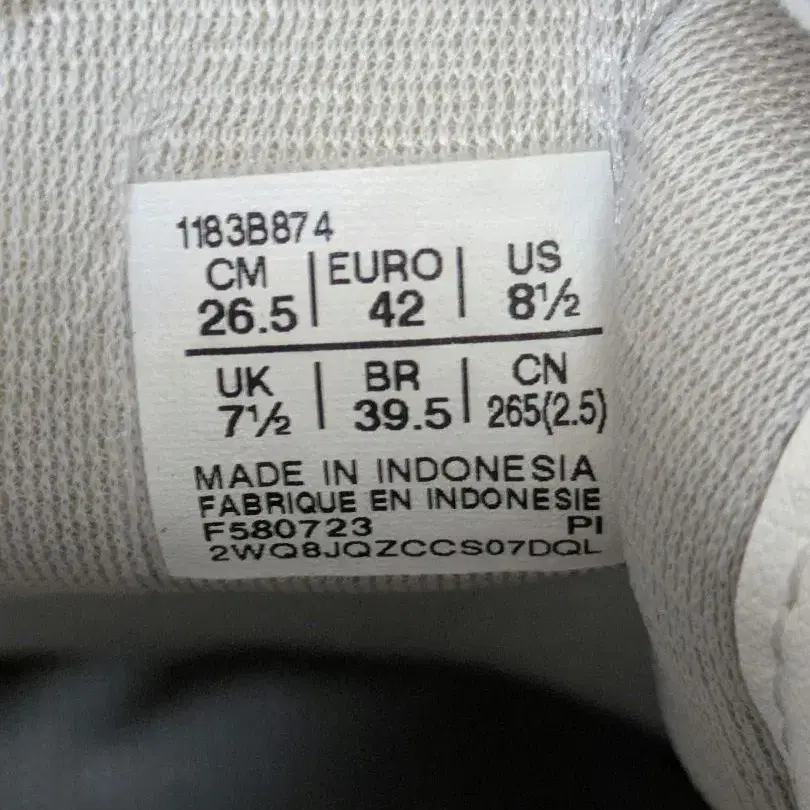 1183B874
CM | EURO | US
26.5 | 42 | 8½
UK | BR | CN
7½ | 39.5 | 265(2.5)
MADE IN INDONESIA
FABRIQUE EN INDONESIE
F580723 PI
2WQ8JQZCCS07DQL